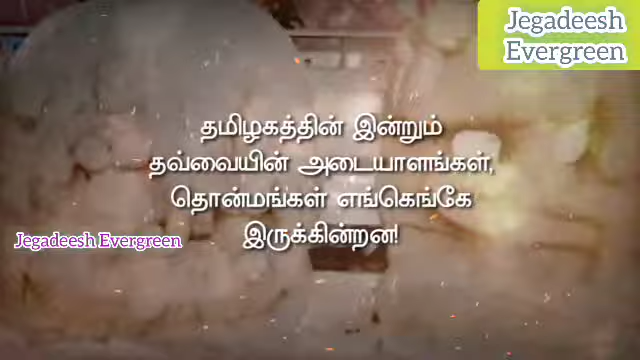 Jegadeesh
Evergreen
தமிழகத்தின் இன்றும்
தவ்வையின் அடையாளங்கள்,
தொன்மங்கள் எங்கெங்கே
Jegadeesh Evergreen
இருக்கின்றன!